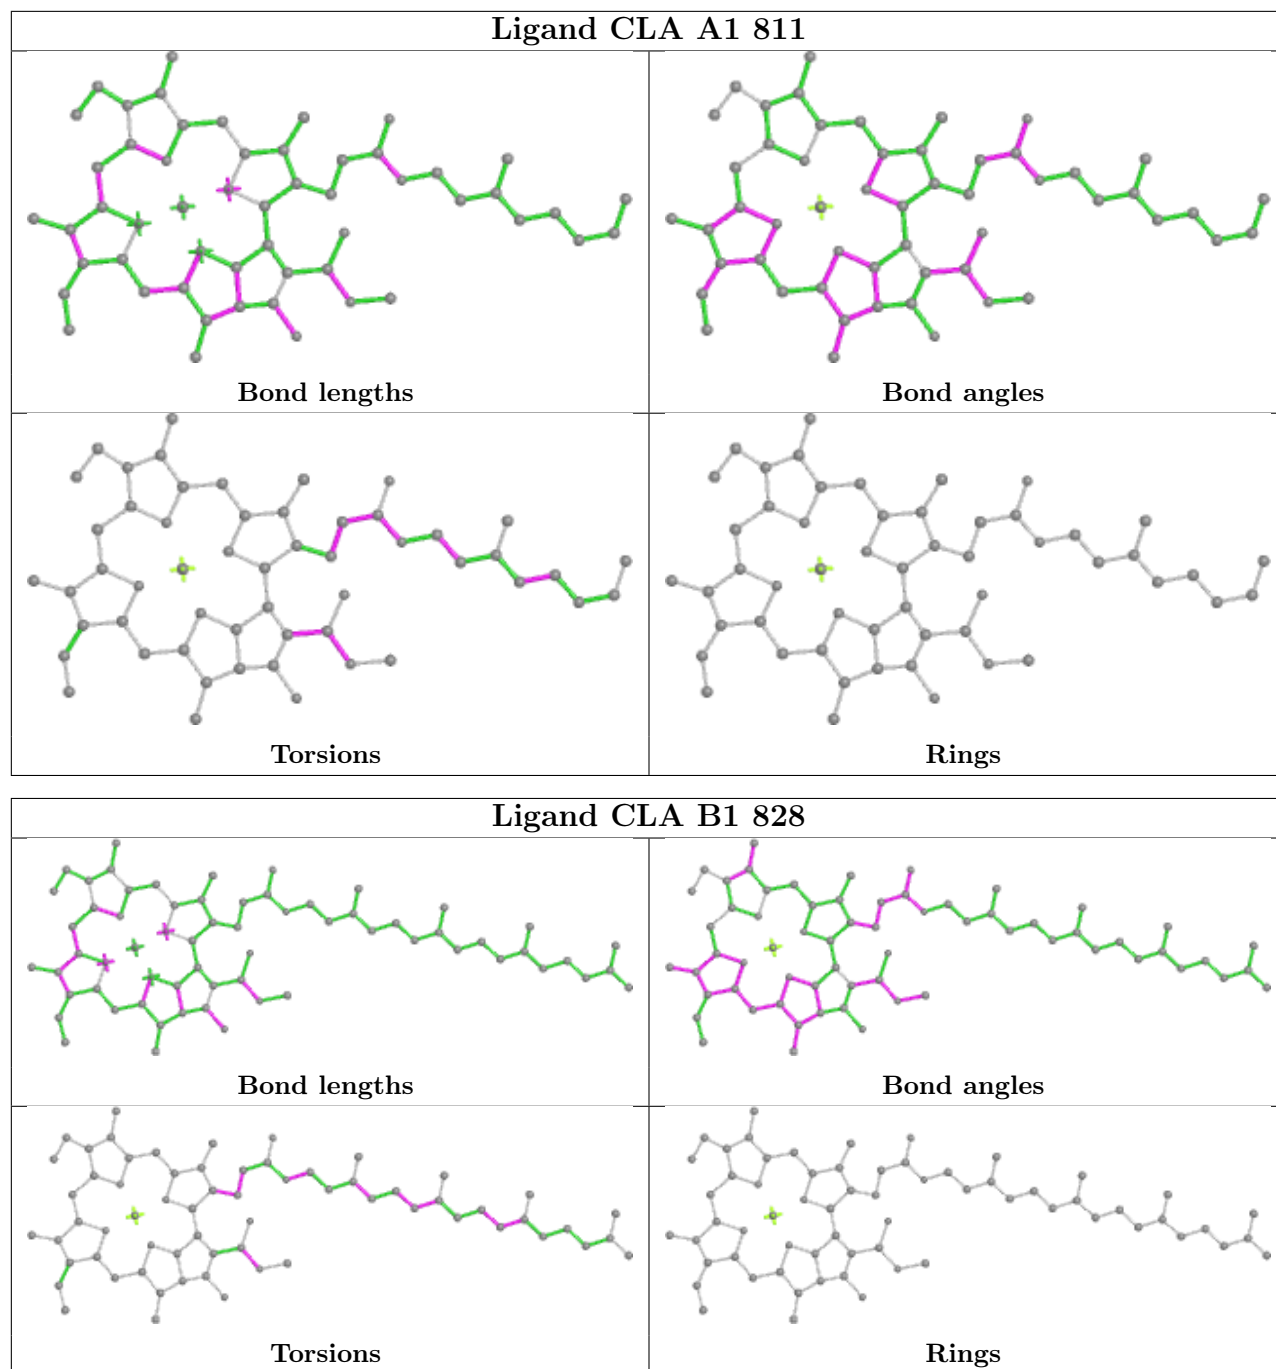 Ligand CLA A1 811
Bond lengths
Bond angles
Torsions
Rings
Ligand CLA B1 828
Bond lengths
Bond angles
Torsions
Rings